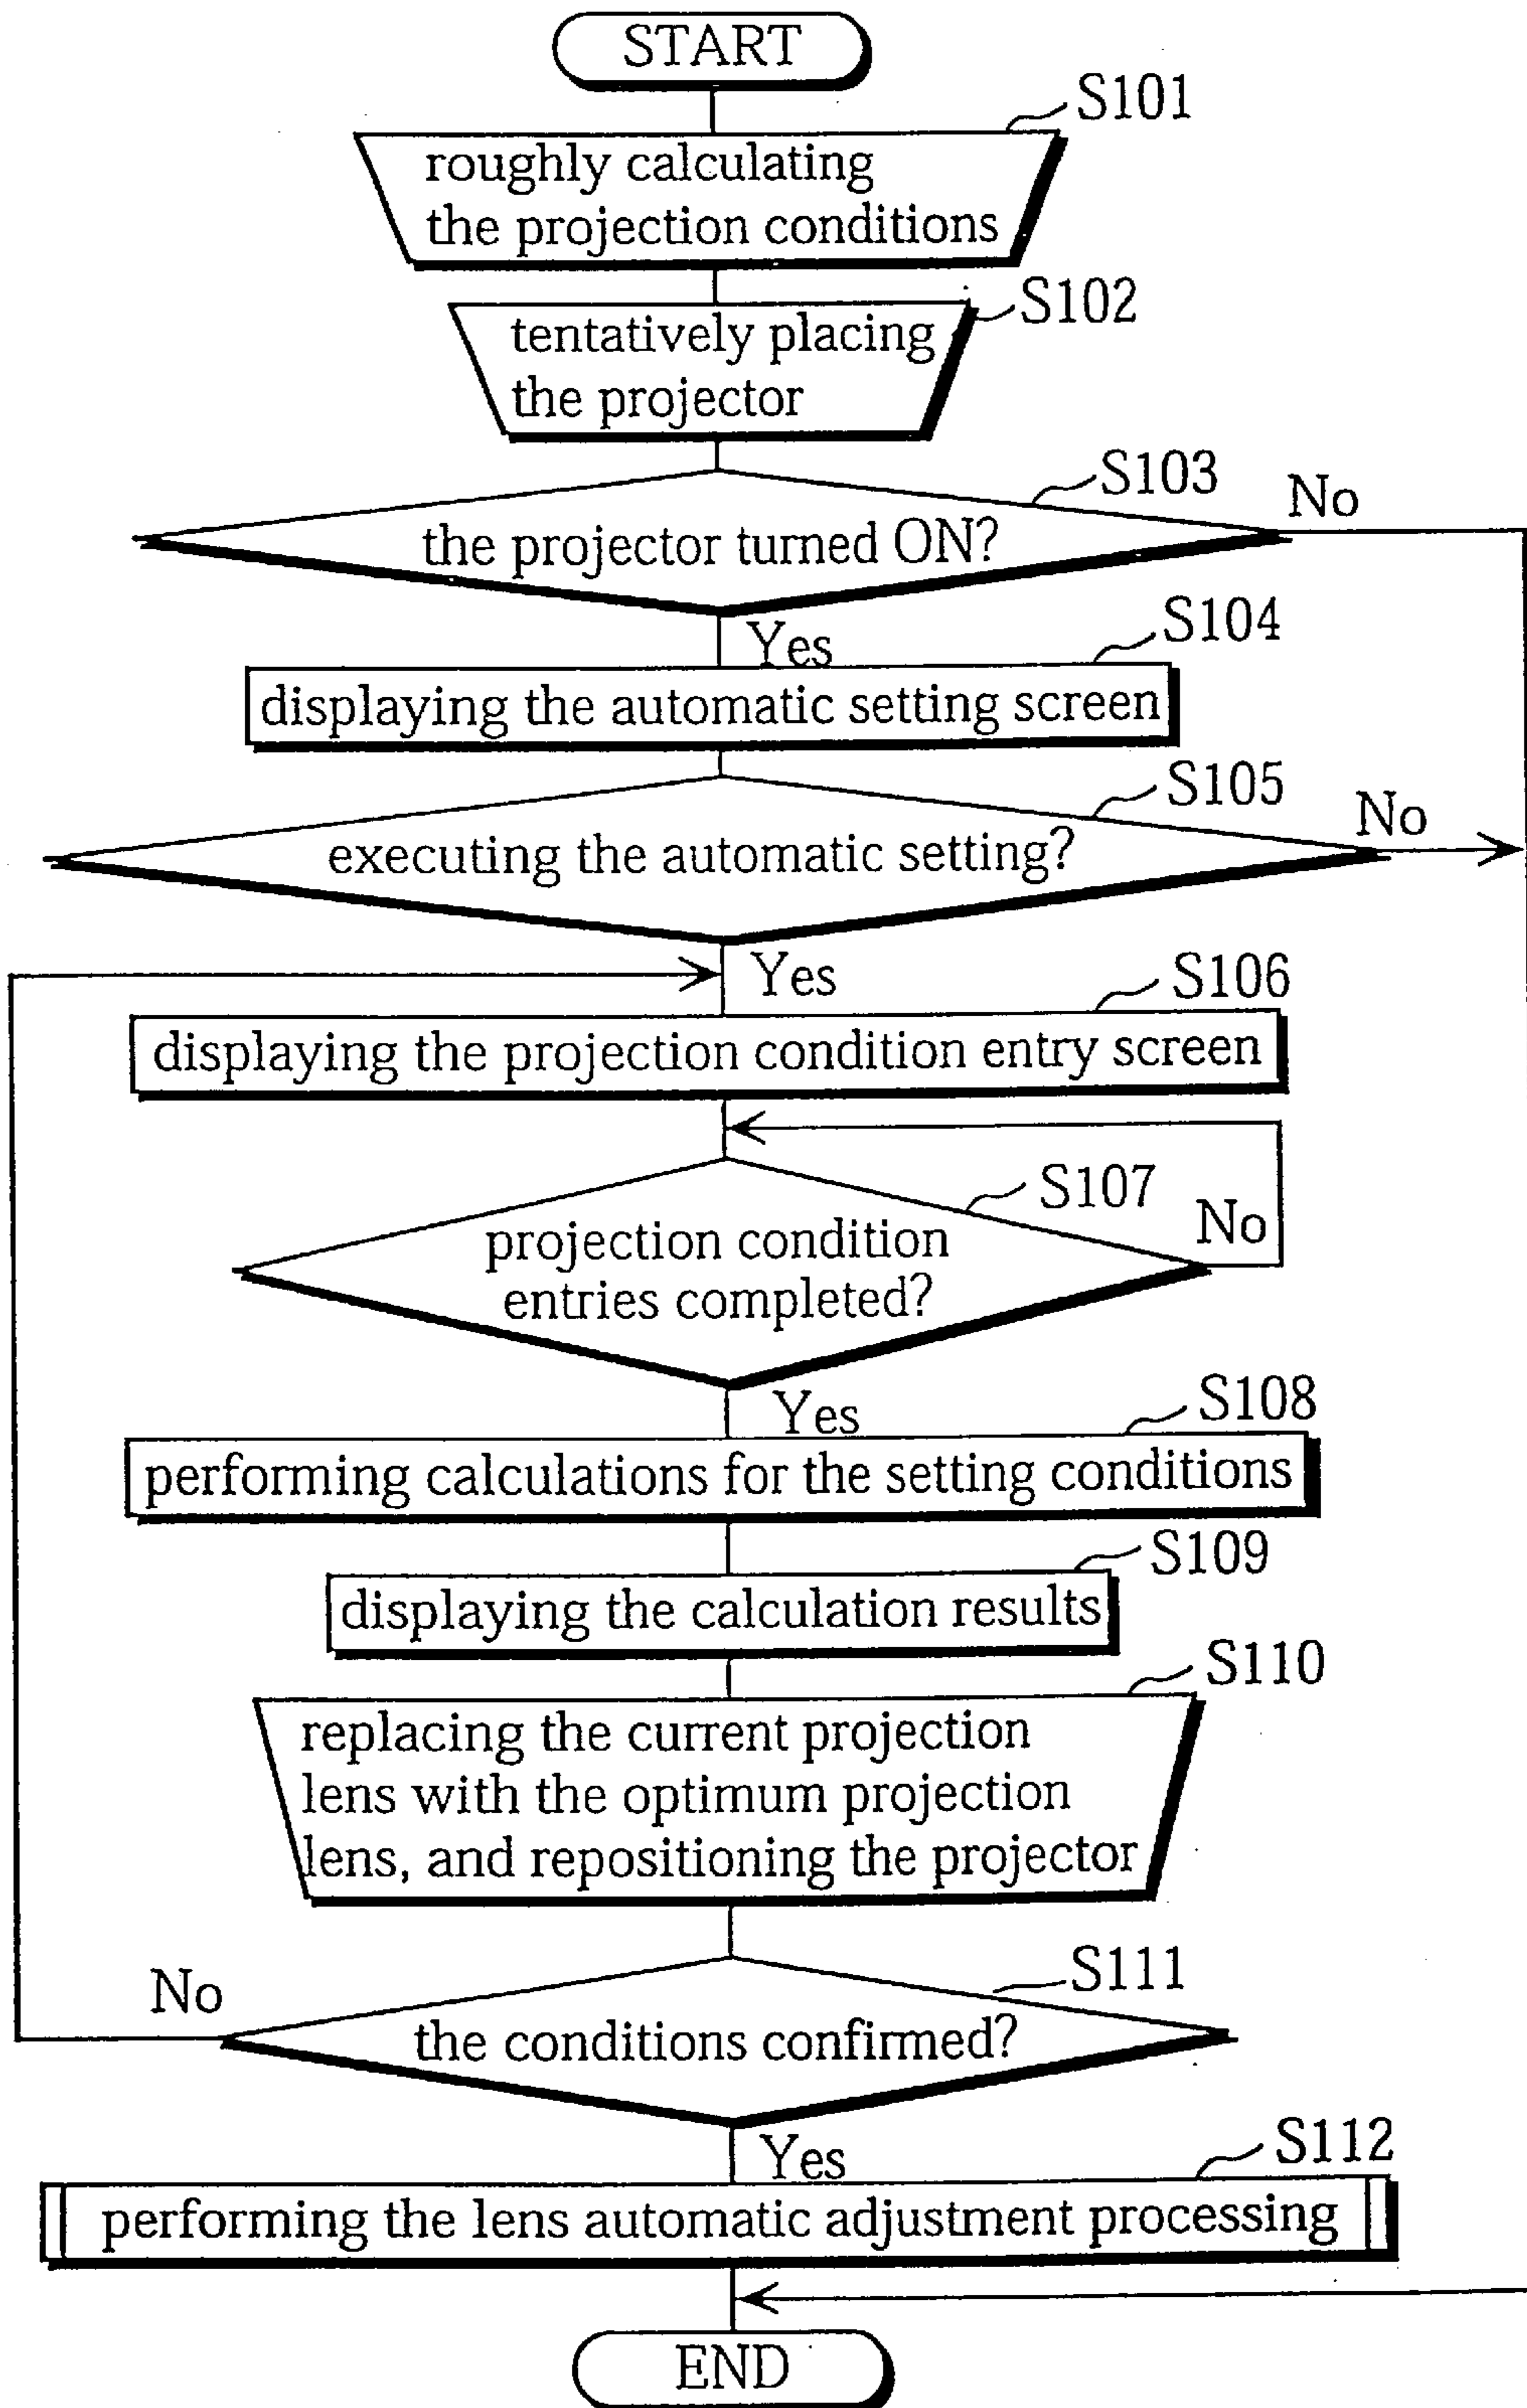 START
S101
roughly calculating
the projection conditions
S102
tentatively placing
the projector
S103
No
the projector turned ON?
Yes
S104
displaying the automatic setting screen
S105
No
executing the automatic setting?
Yes
S106
displaying the projection condition entry screen
S107
No
projection condition
entries completed?
Yes
S108
performing calculations for the setting conditions
S109
displaying the calculation results
S110
replacing the current projection
lens with the optimum projection
lens, and repositioning the projector
S111
No
the conditions confirmed?
Yes
S112
performing the lens automatic adjustment processing
END